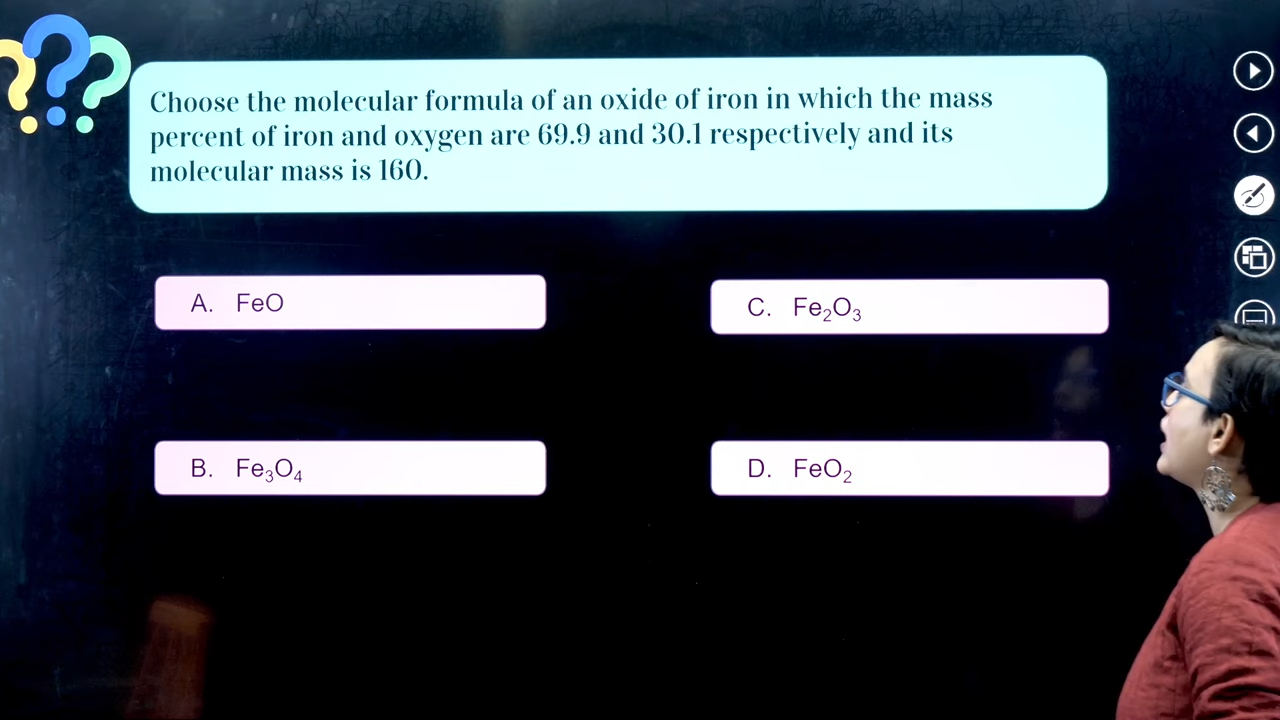 Choose the molecular formula of an oxide of iron in which the mass
percent of iron and oxygen are 69.9 and 30.1 respectively and its
molecular mass is 160.
A. FeO
C. Fe₂O₃
B. Fe₃O₄
D. FeO₂